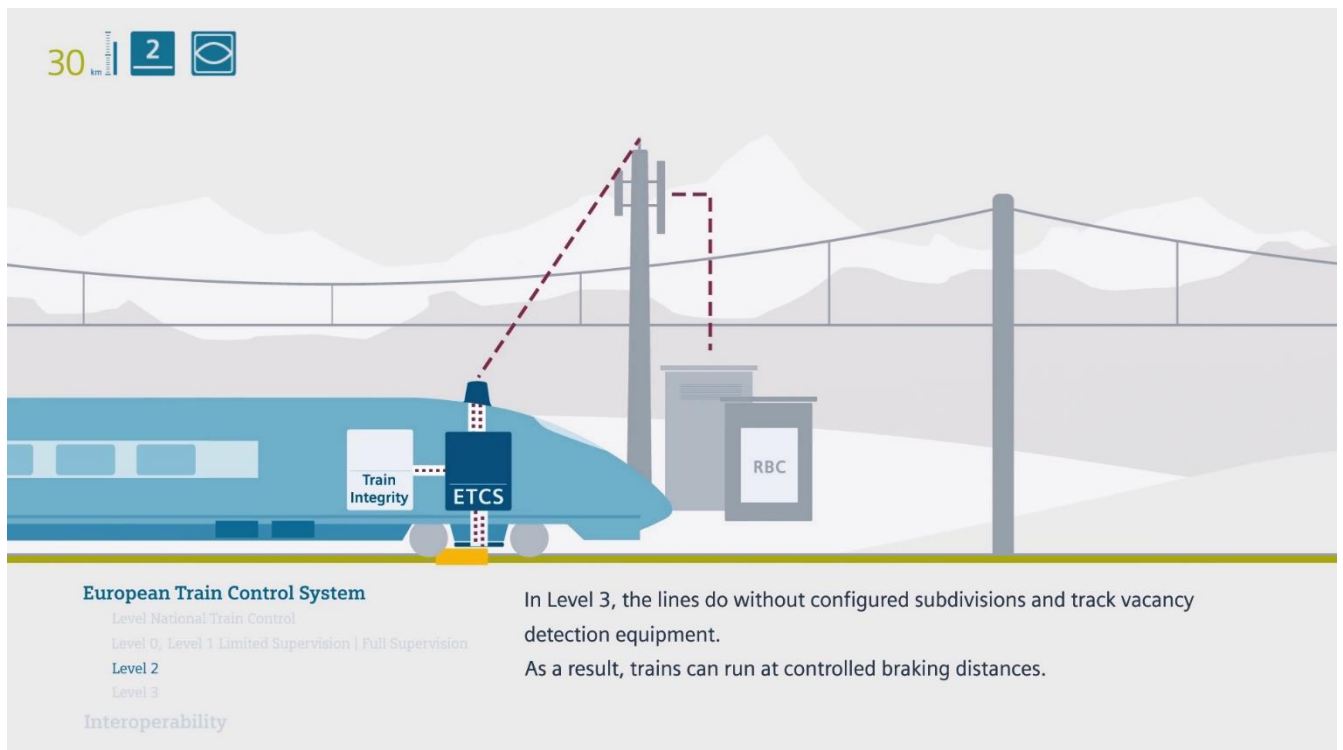 30 km 2
Train
Integrity
ETCS
RBC
European Train Control System
Level National Train Control
Level 0, Level 1 Limited Supervision | Full Supervision
Level 2
Level 3
Interoperability
In Level 3, the lines do without configured subdivisions and track vacancy
detection equipment.
As a result, trains can run at controlled braking distances.